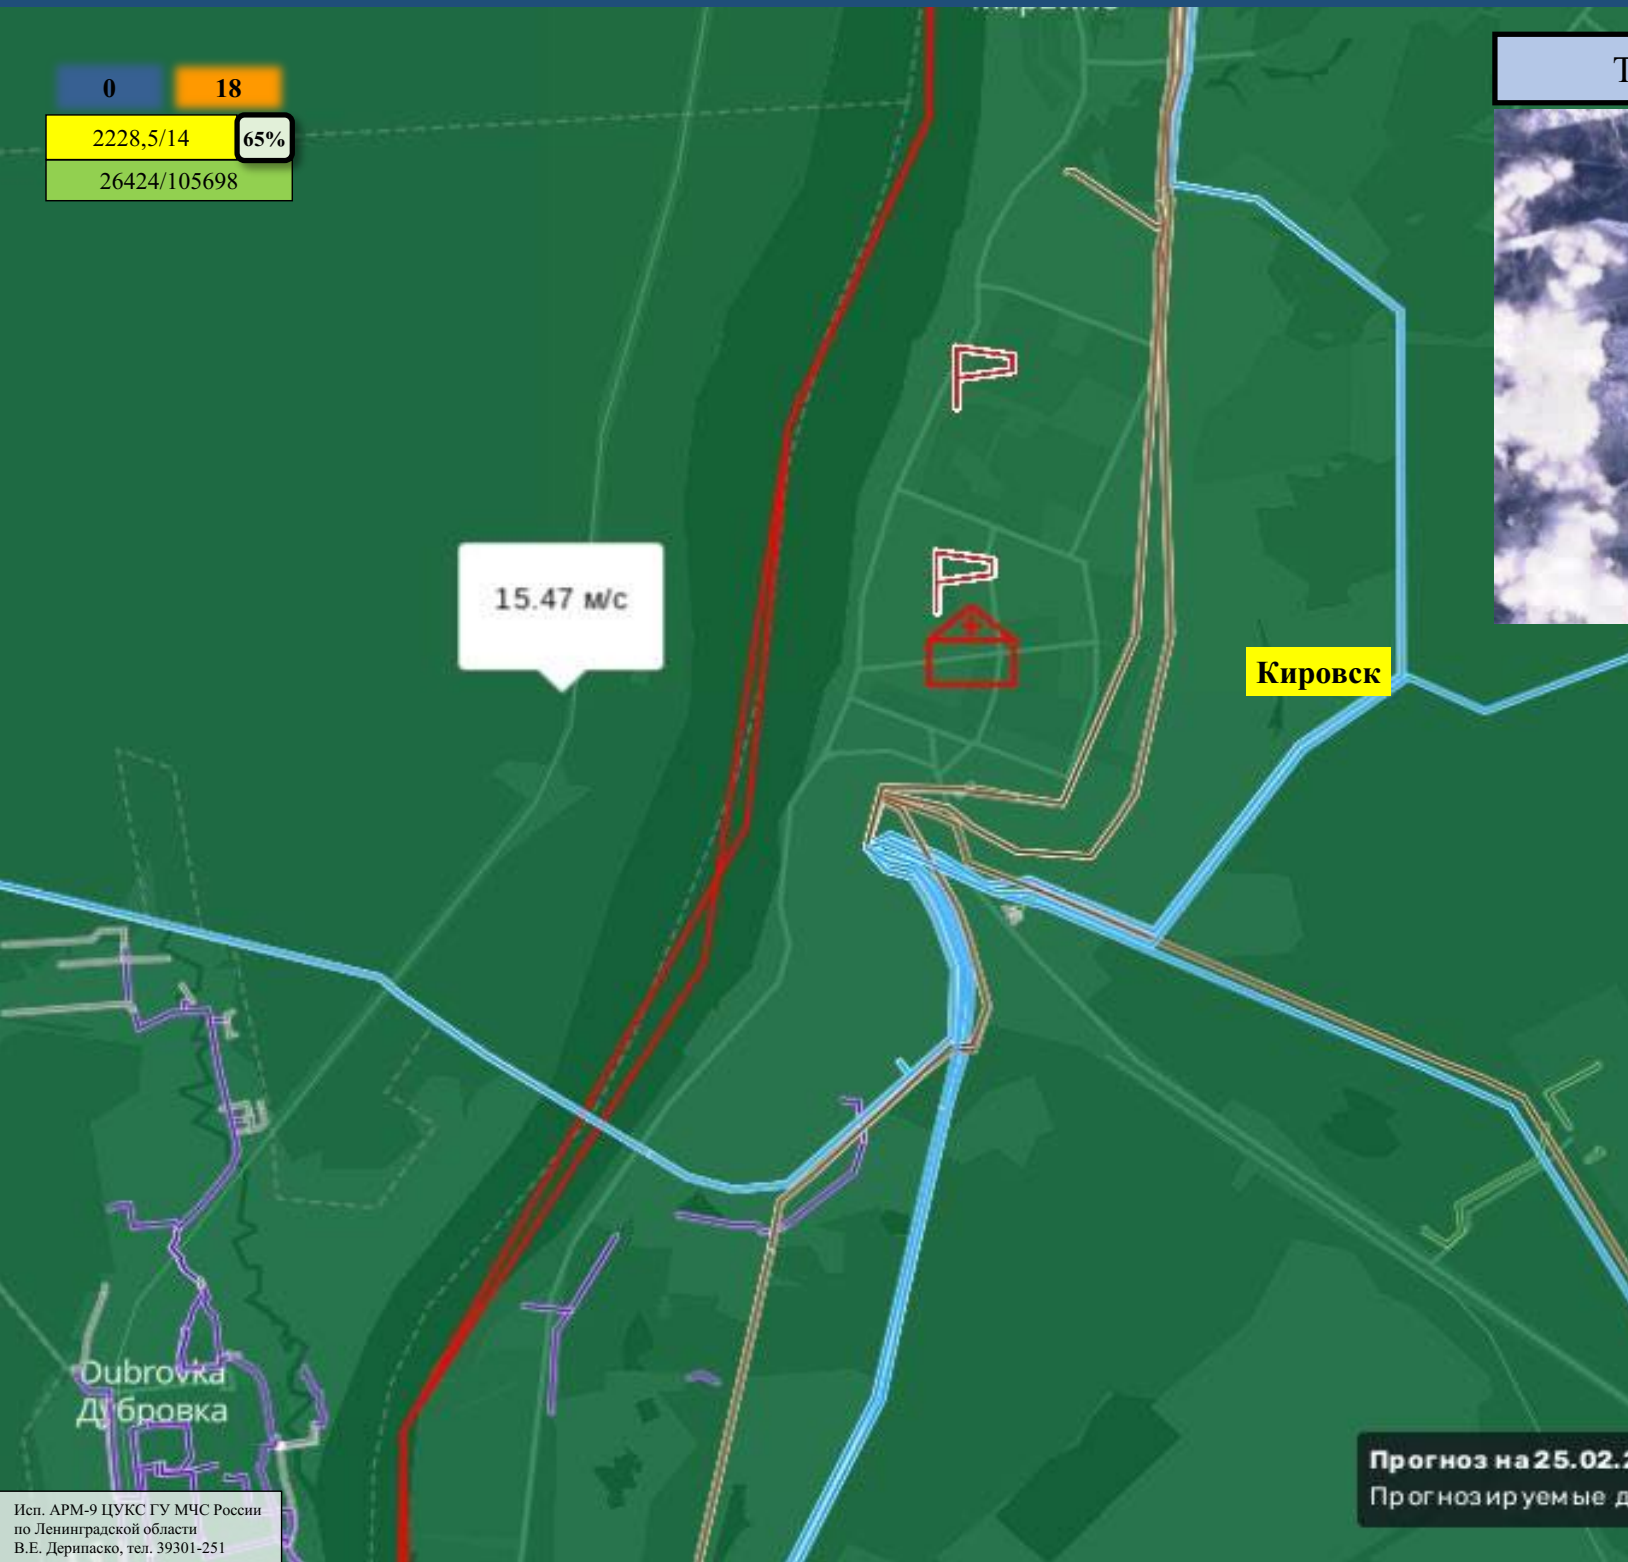 0 18
2228,5/14 65%
26424/105698
15.47 м/с
Кировск
Dubrovka
Дубровка
Прогноз на 25.02.
Прогнозируемые
Исп. АРМ-9 ЦУКС ГУ МЧС России
по Ленинградской области
В.Е. Дерипаско, тел. 39301-251